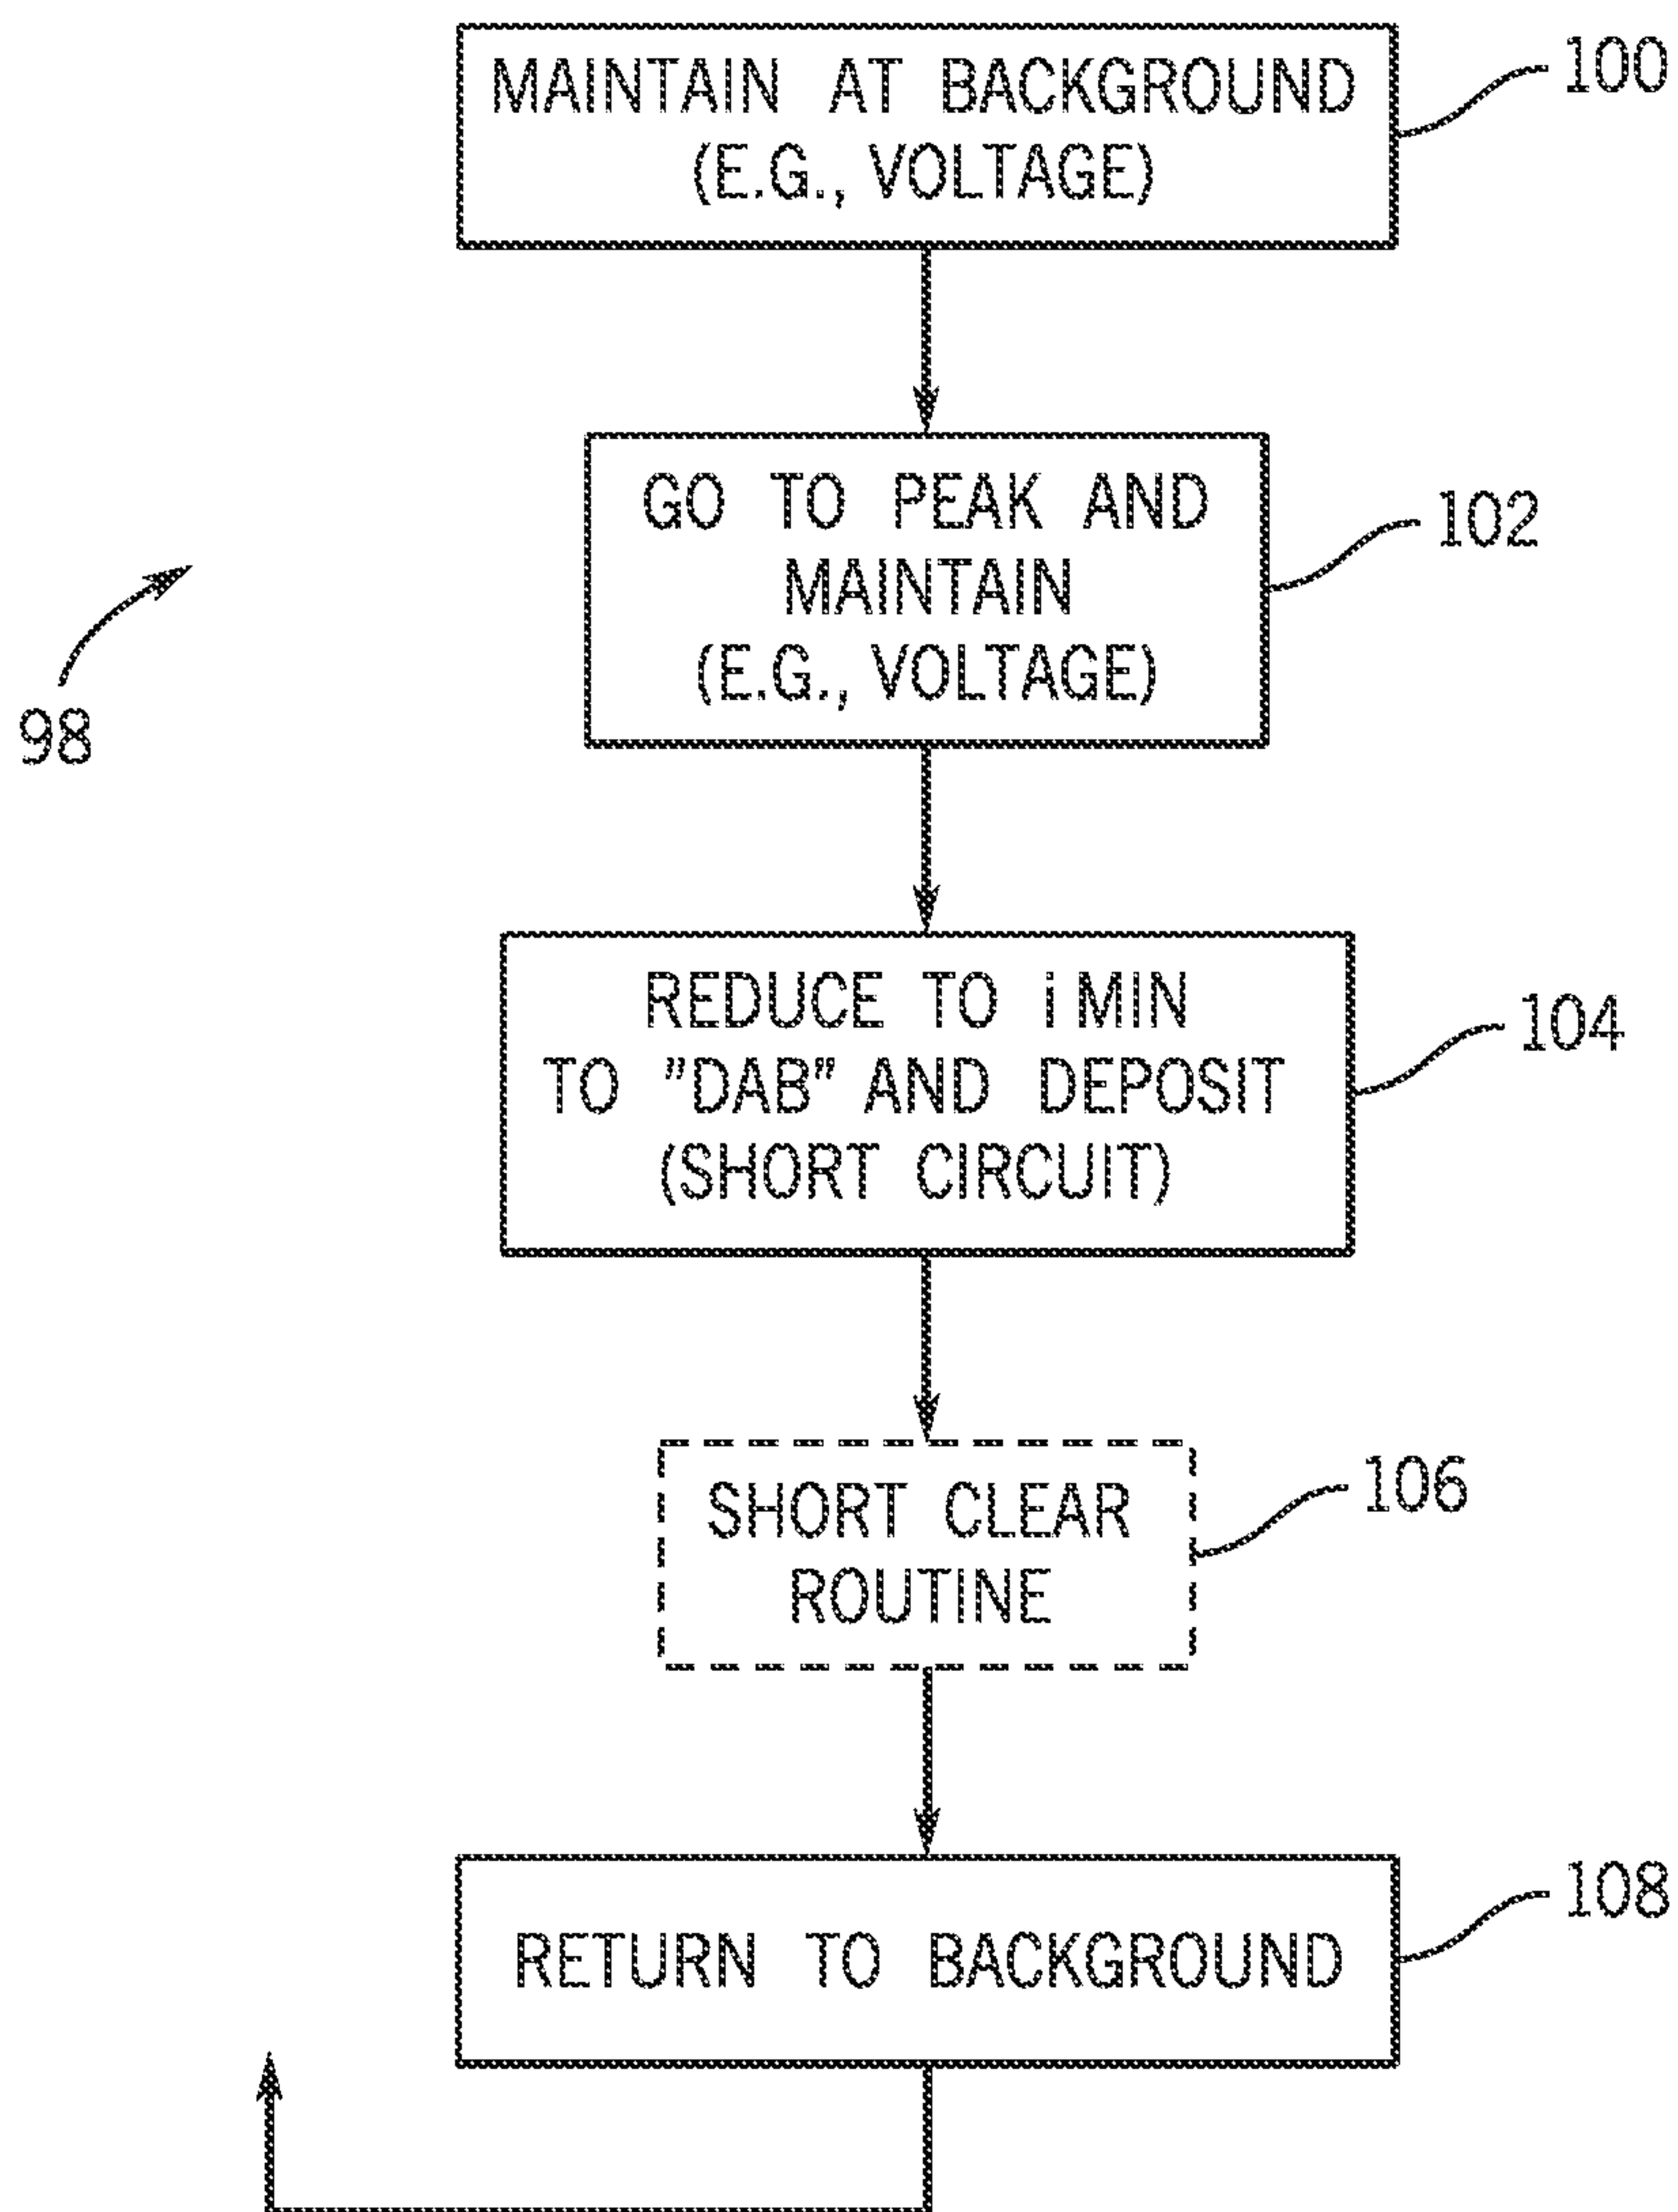 MAINTAIN AT BACKGROUND
(E.G., VOLTAGE)
100
GO TO PEAK AND
MAINTAIN
(E.G., VOLTAGE)
102
98
REDUCE TO i MIN
TO "DAB" AND DEPOSIT
(SHORT CIRCUIT)
104
SHORT CLEAR
ROUTINE
106
RETURN TO BACKGROUND
108